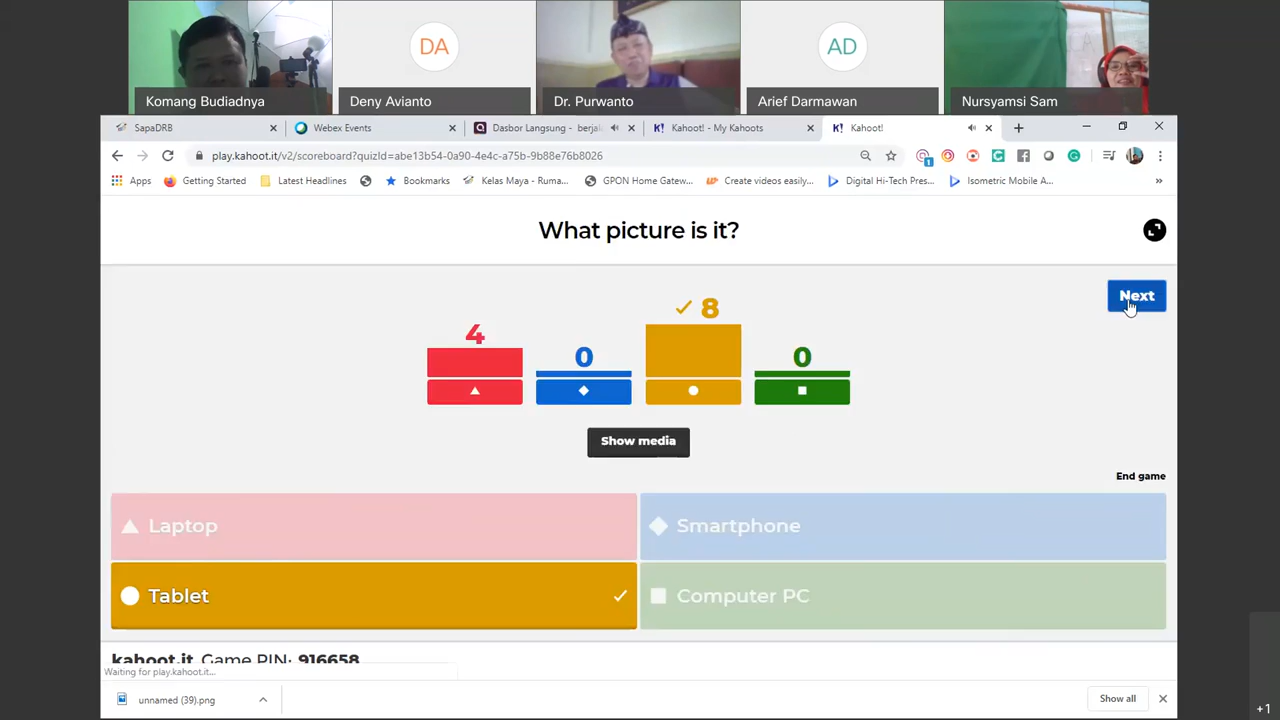 DA
AD
Komang Budiadnya
Deny Avianto
Dr. Purwanto
Arief Darmawan
Nursyamsi Sam
SapaDRB
Webex Events
Dasbor Langsung - berjal
Kahoot! - My Kahoots
Kahoot!
play.kahoot.it/v2/scoreboard?quizId=abe13b54-0a90-4e4c-a75b-9b88e76b8026
1
Apps
Getting Started
Latest Headlines
Bookmarks
Kelas Maya - Ruma...
GPON Home Gatew...
Create videos easily...
Digital Hi-Tech Pres...
Isometric Mobile A...
What picture is it?
Next
4
0
8
0
Show media
End game
Laptop
Smartphone
Tablet
Computer PC
kahoot.it Game PIN: 916658
Waiting for play.kahoot.it...
unnamed (39).png
Show all
+1